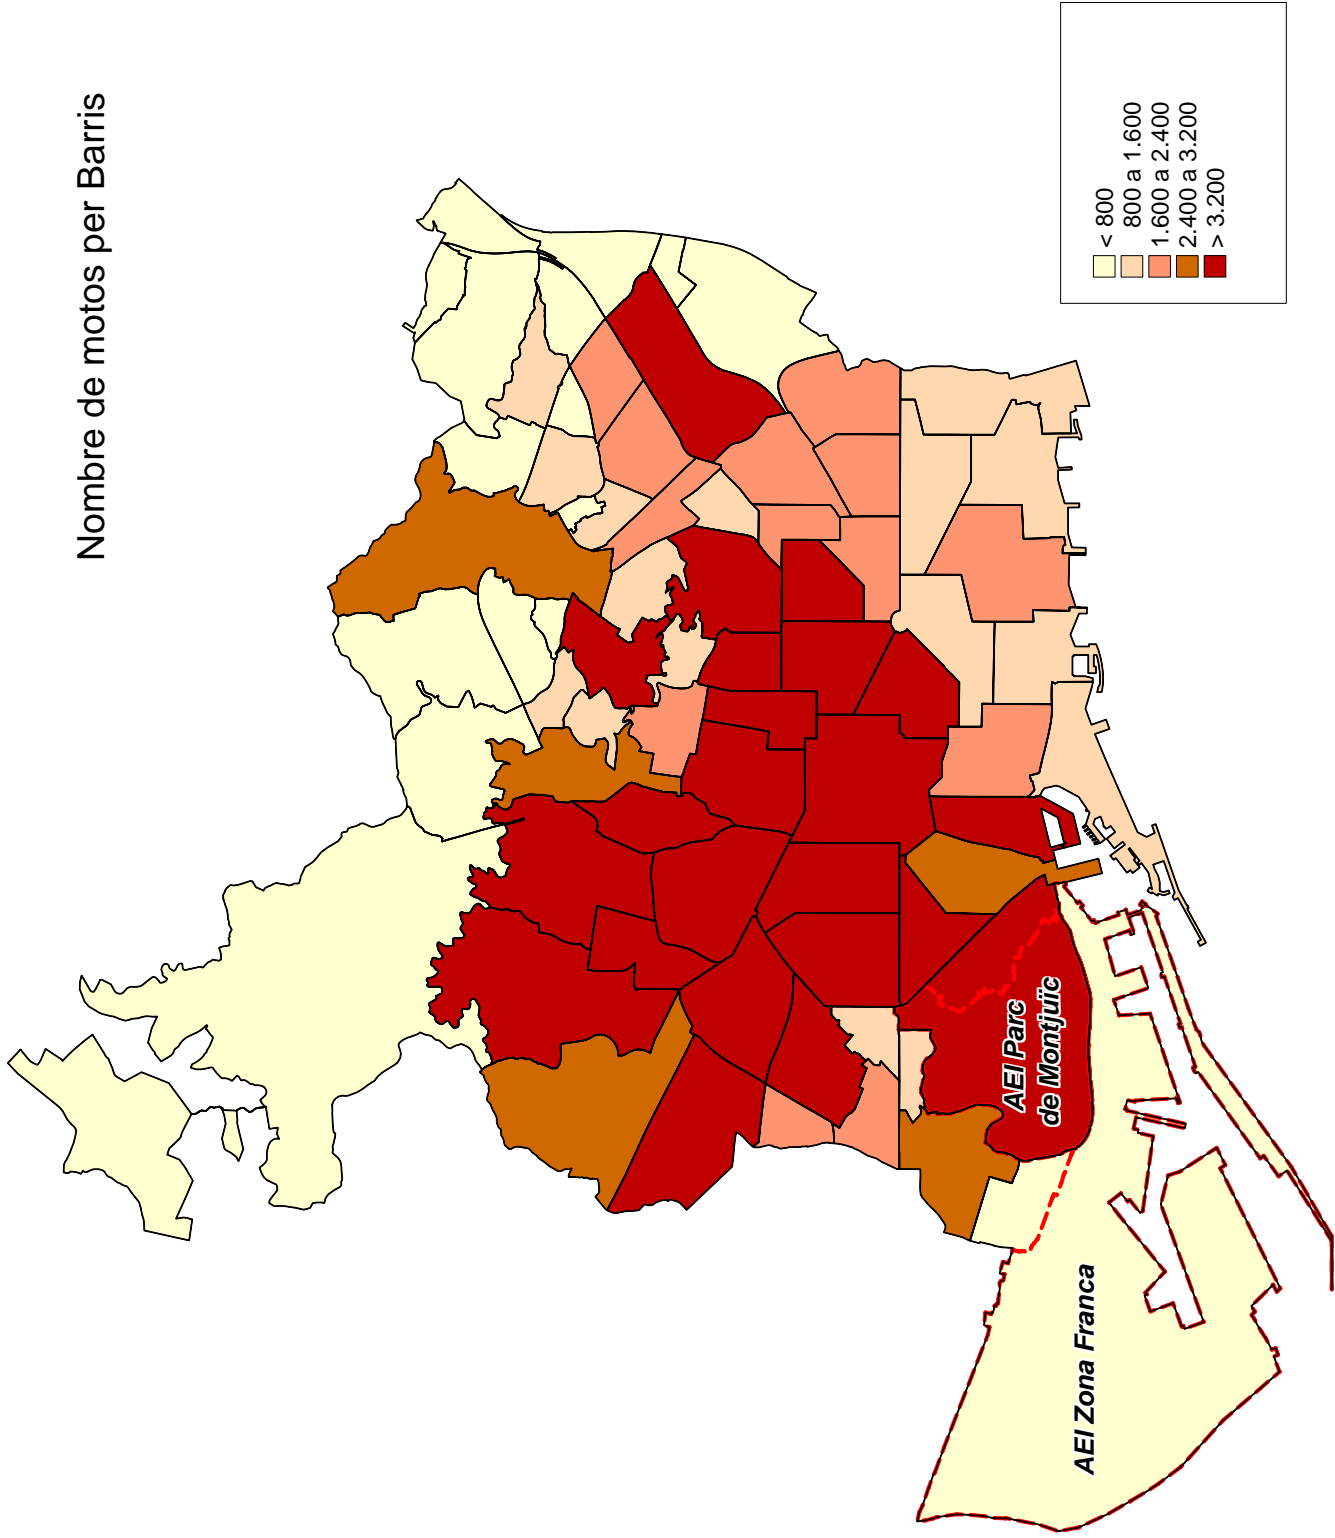 Nombre de motos per Barris
< 800
800 a 1.600
1.600 a 2.400
2.400 a 3.200
> 3.200
AEI Parc
de Montjuïc
AEI Zona Franca